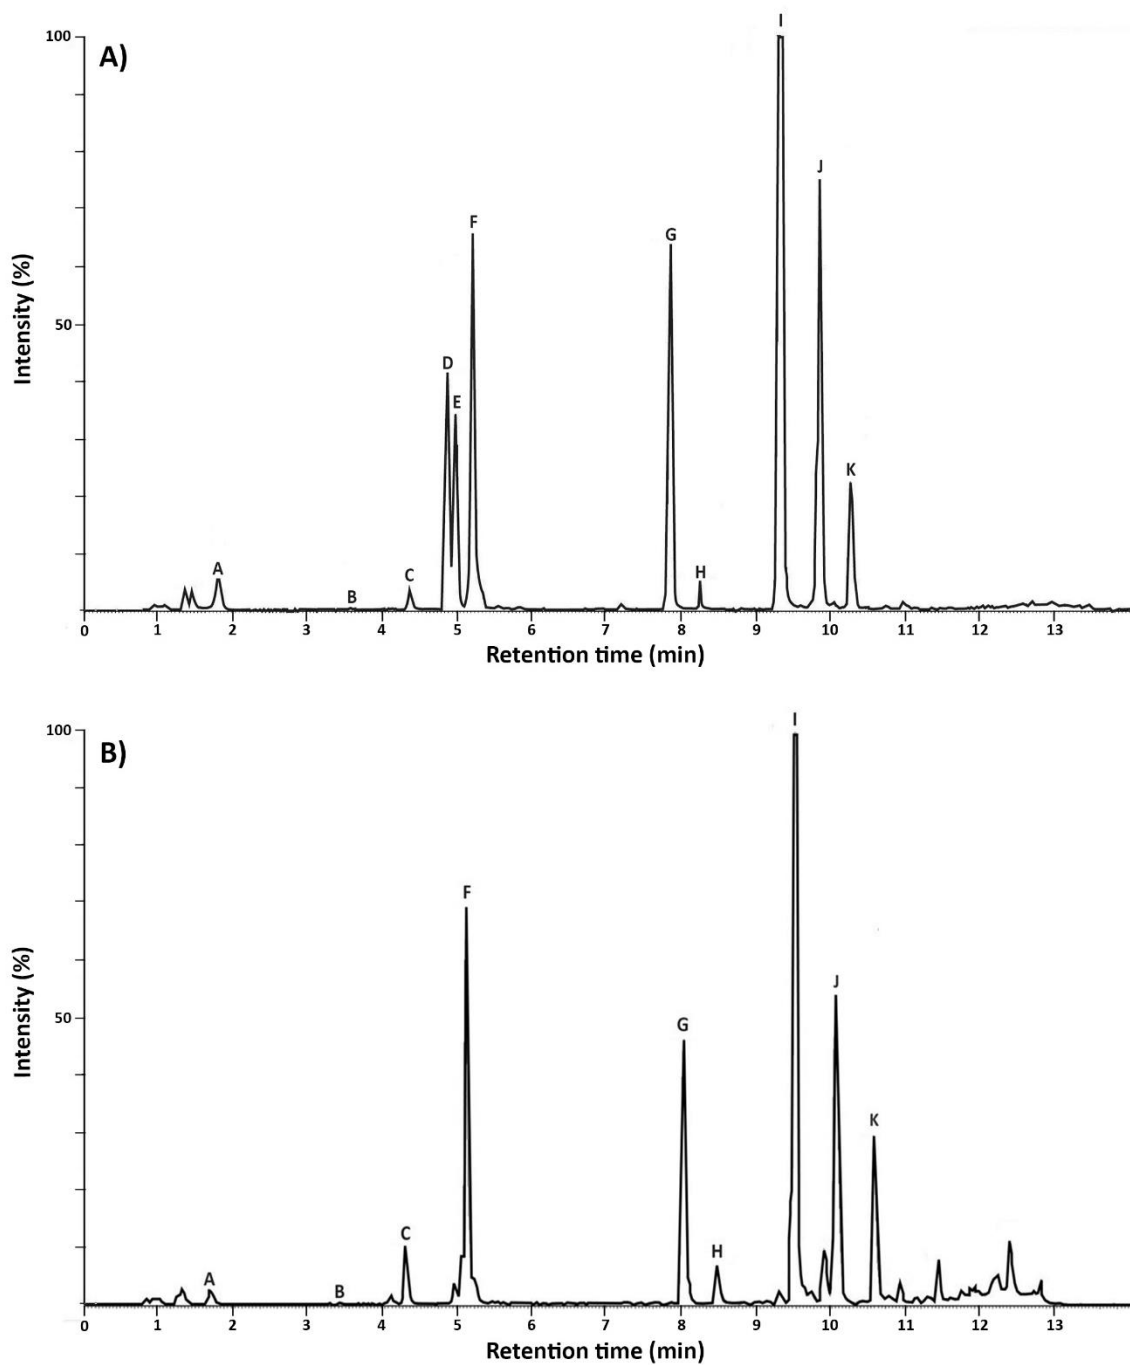 A)
I
100
J
F
G
Intensity (%)
50
D
E
K
A
C
H
B
0 1 2 3 4 5 6 7 8 9 10 11 12 13
Retention time (min)
B)
I
100
F
J
G
Intensity (%)
50
K
C
H
A
B
0 1 2 3 4 5 6 7 8 9 10 11 12 13
Retention time (min)